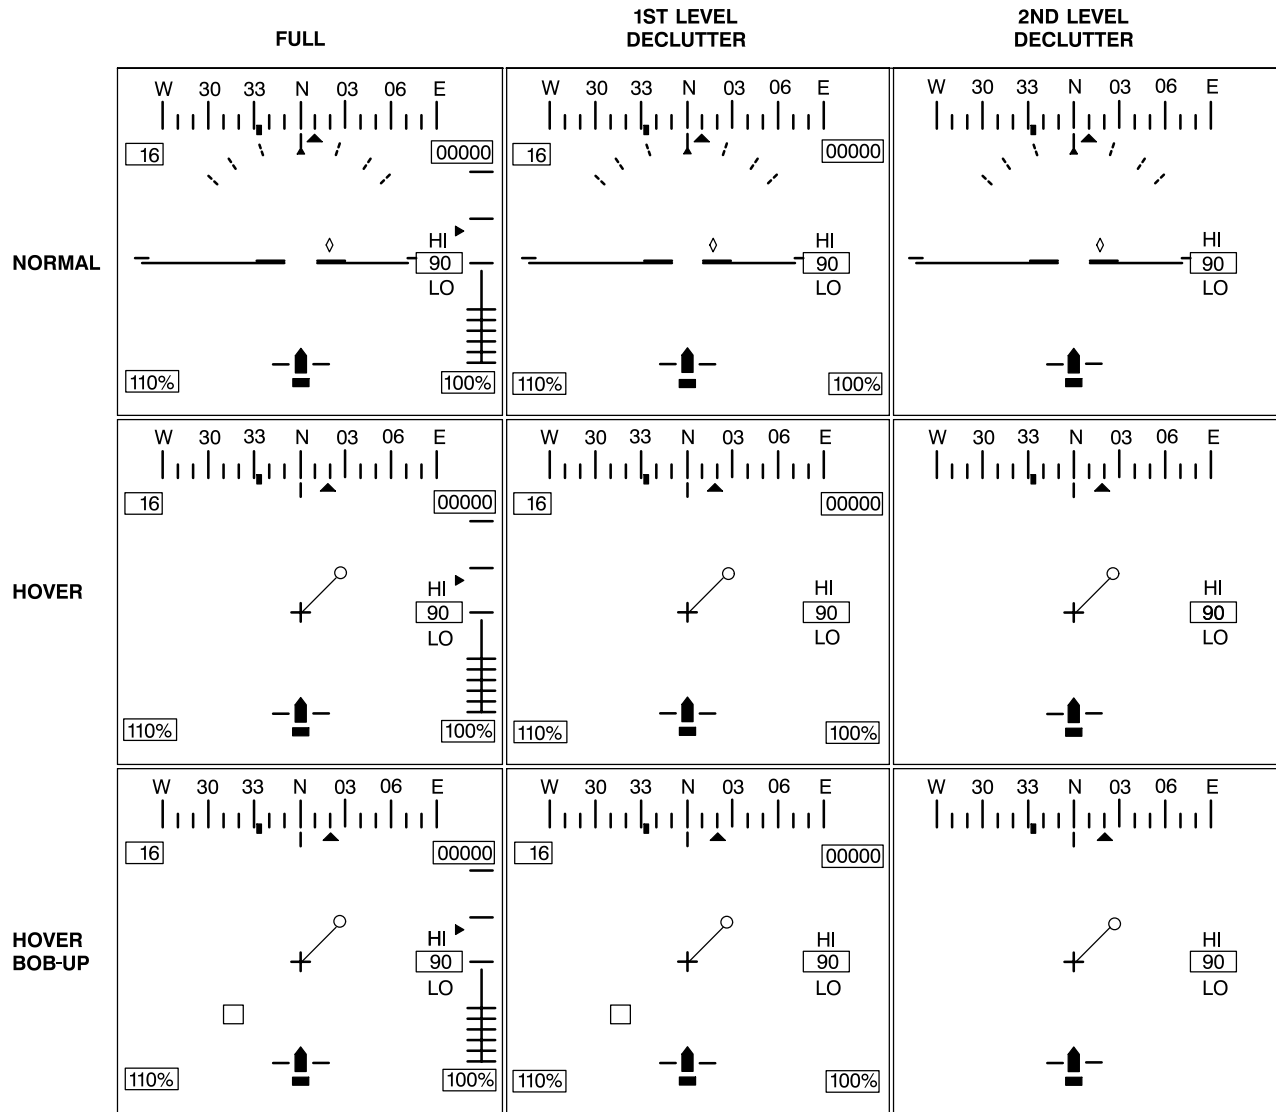 FULL
1ST LEVEL
DECLUTTER
2ND LEVEL
DECLUTTER
NORMAL
W 30 33 N 03 06 E
16
00000
HI
90
LO
110%
100%
W 30 33 N 03 06 E
16
00000
HI
90
LO
110%
100%
W 30 33 N 03 06 E
HI
90
LO
HOVER
W 30 33 N 03 06 E
16
00000
HI
90
LO
110%
100%
W 30 33 N 03 06 E
16
00000
HI
90
LO
110%
100%
W 30 33 N 03 06 E
HI
90
LO
HOVER
BOB-UP
W 30 33 N 03 06 E
16
00000
HI
90
LO
110%
100%
W 30 33 N 03 06 E
16
00000
HI
90
LO
110%
100%
W 30 33 N 03 06 E
HI
90
LO